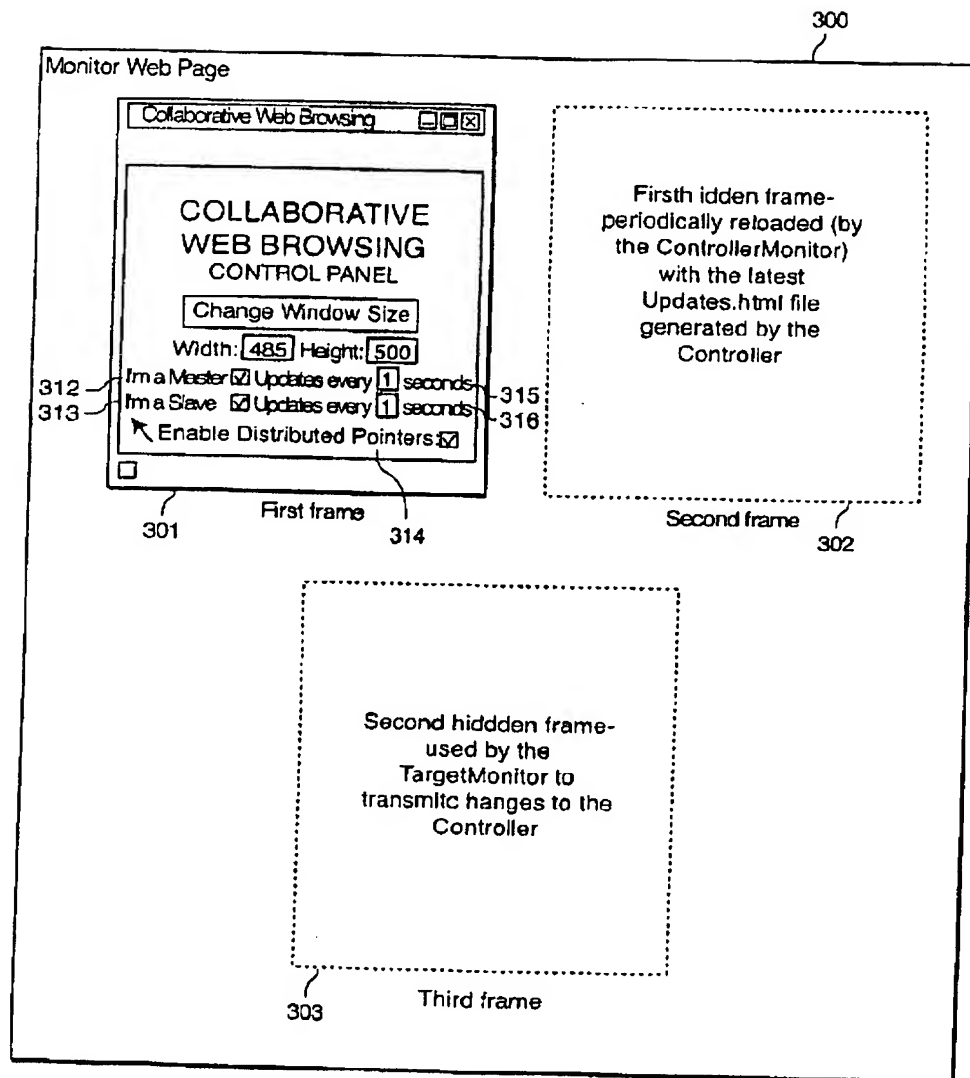 300
Monitor Web Page
Collaborative Web Browsing
COLLABORATIVE
WEB BROWSING
CONTROL PANEL
Change Window Size
Width: 485 Height: 500
312 I'm a Master Updates every 1 seconds 315
313 I'm a Slave Updates every 1 seconds 316
Enable Distributed Pointers:
301
First frame
314
Firsth idden frame-
periodically reloaded (by
the ControllerMonitor)
with the latest
Updates.html file
generated by the
Controller
Second frame
302
Second hiddden frame-
used by the
TargetMonitor to
transmitc hanges to the
Controller
303
Third frame